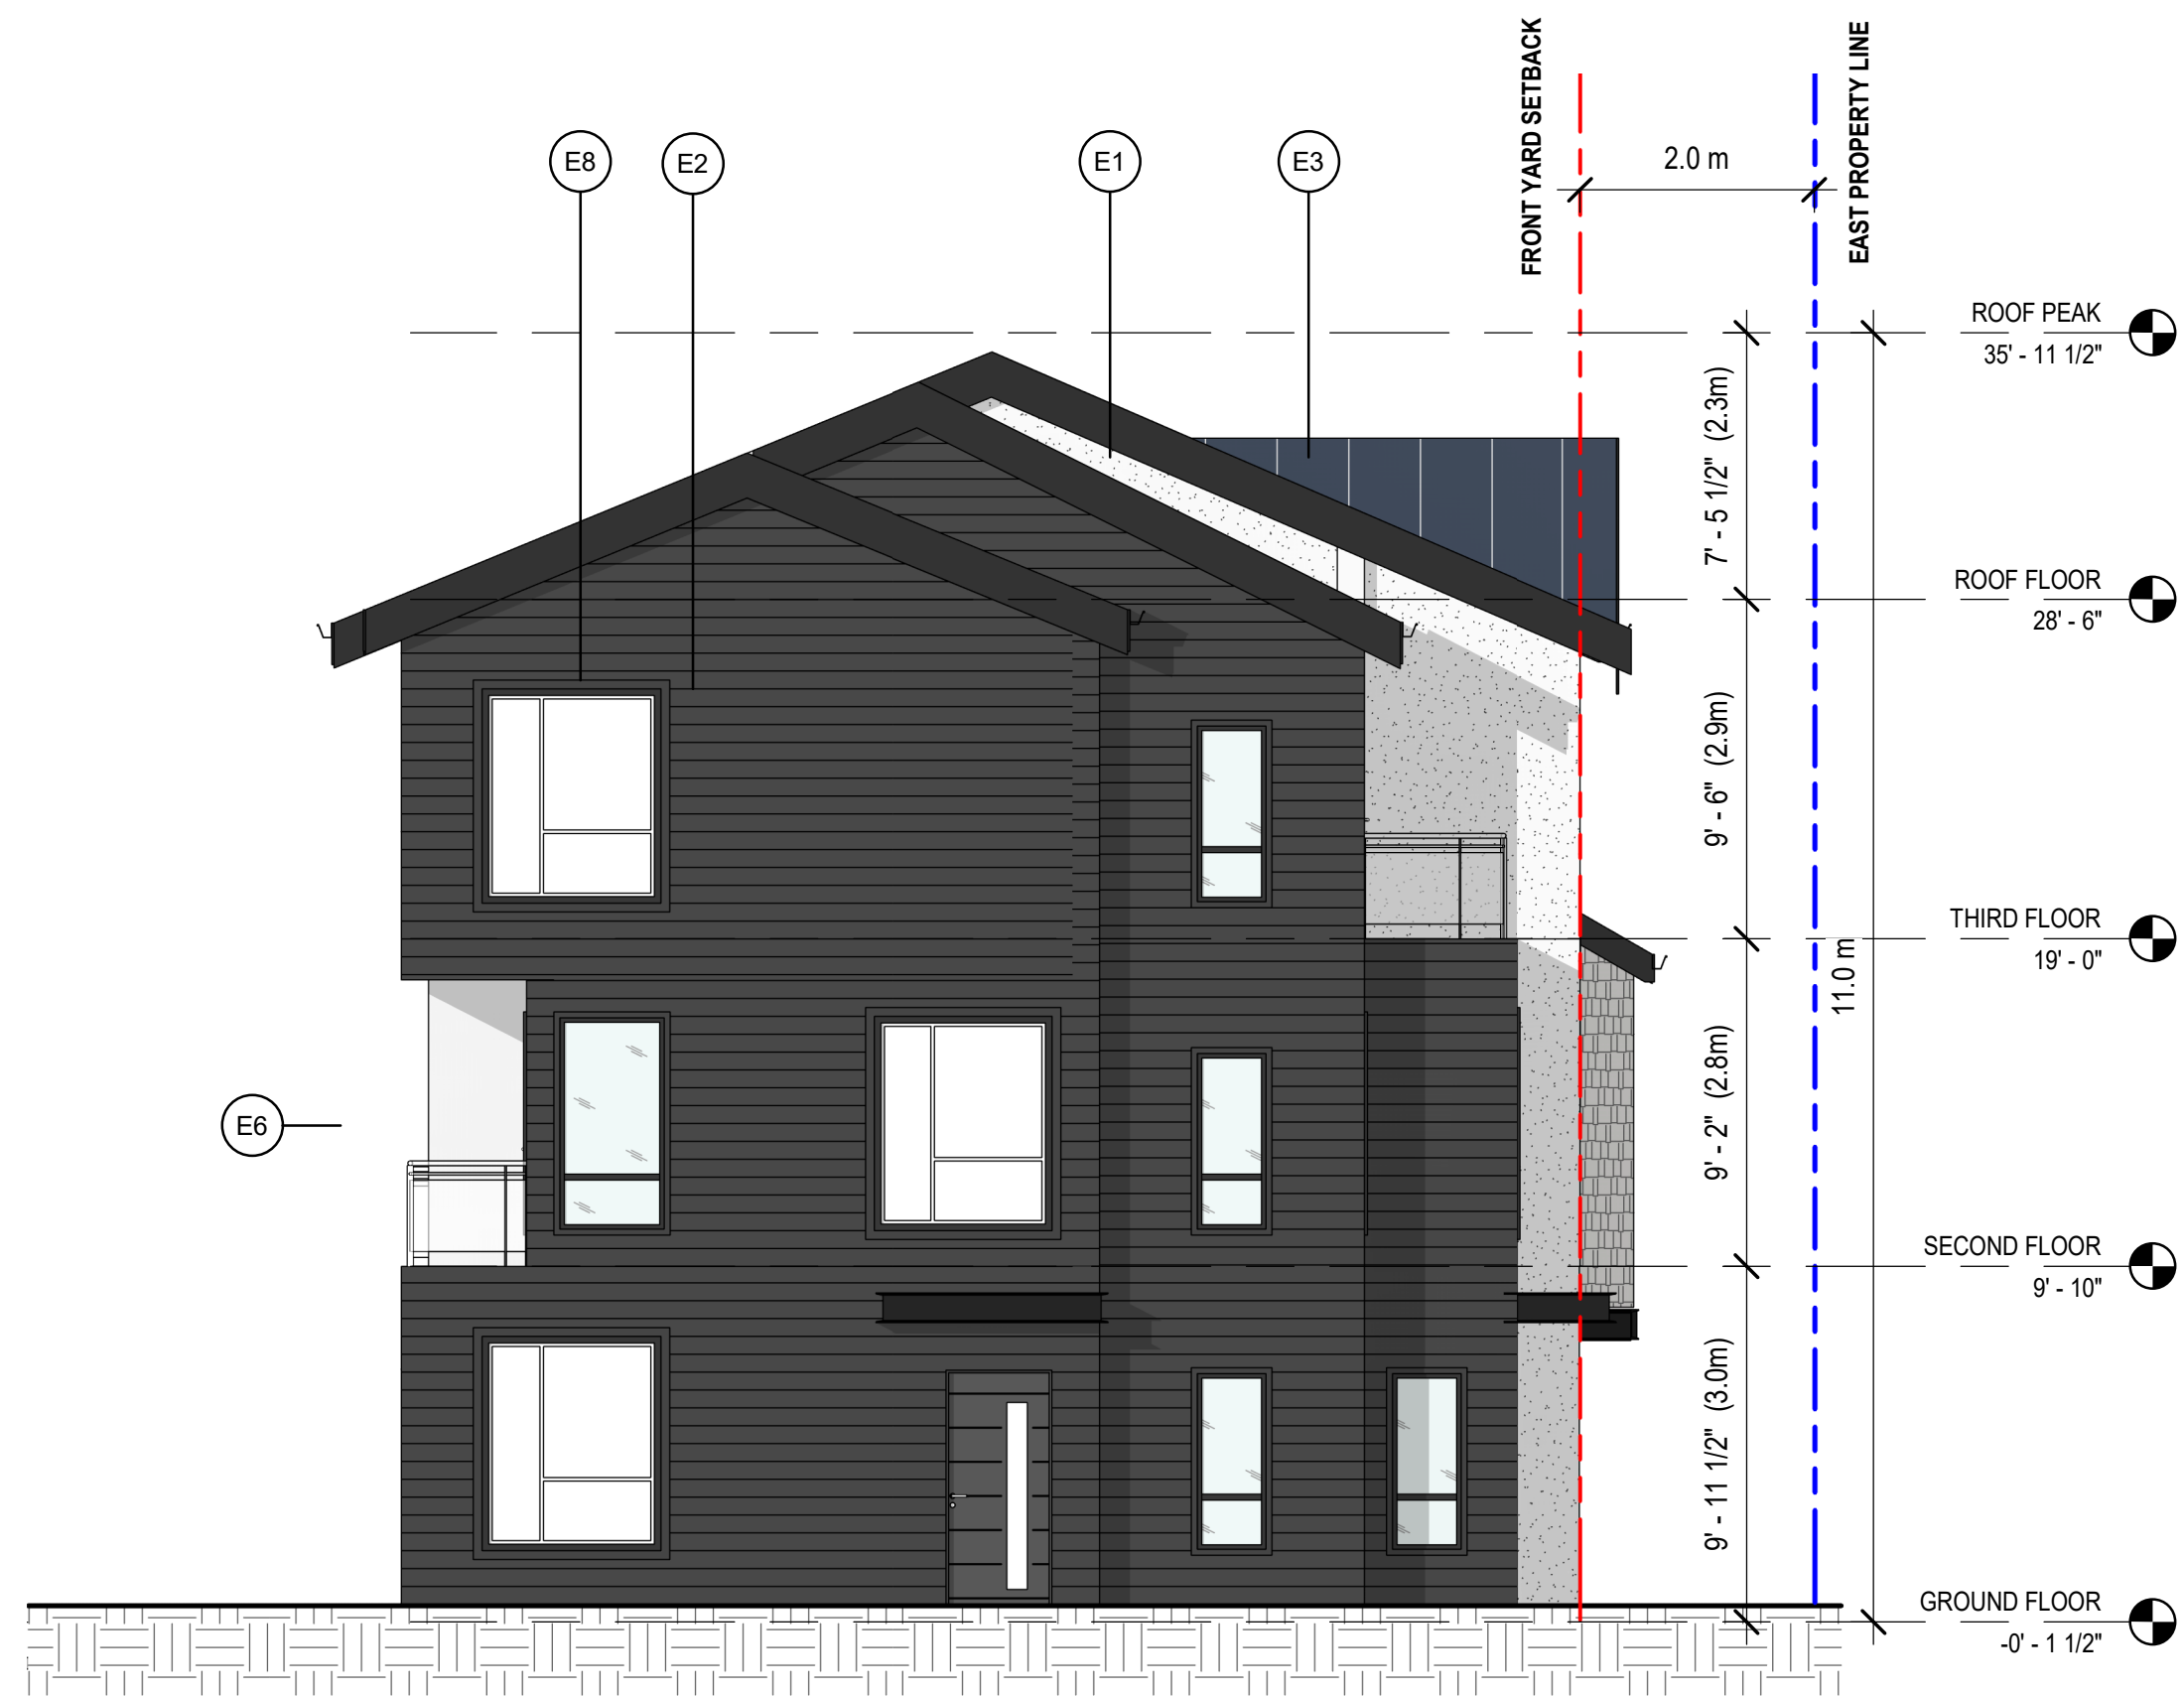 FRONT YARD SETBACK
EAST PROPERTY LINE
E8
E2
E1
E3
2.0 m
ROOF PEAK
35' - 11 1/2"
7' - 5 1/2" (2.3m)
ROOF FLOOR
28' - 6"
9' - 6" (2.9m)
THIRD FLOOR
19' - 0"
11.0 m
E6
9' - 2" (2.8m)
SECOND FLOOR
9' - 10"
9' - 11 1/2" (3.0m)
GROUND FLOOR
-0' - 1 1/2"